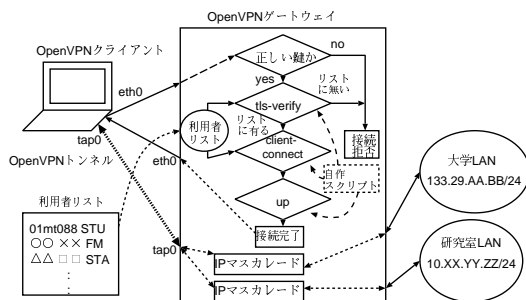 OpenVPNゲートウェイ
OpenVPNクライアント
正しい鍵か
no
yes
リストに無い
eth0
tls-verify
利用者リスト
リストに有る
接続拒否
client-connect
tap0
OpenVPNトンネル
eth0
自作スクリプト
大学LAN
133.29.AA.BB/24
利用者リスト
up
01mt088 STU
○○ ×× FM
△△ □□ STA
:
:
接続完了
tap0
IPマスカレード
IPマスカレード
研究室LAN
10.XX.YY.ZZ/24